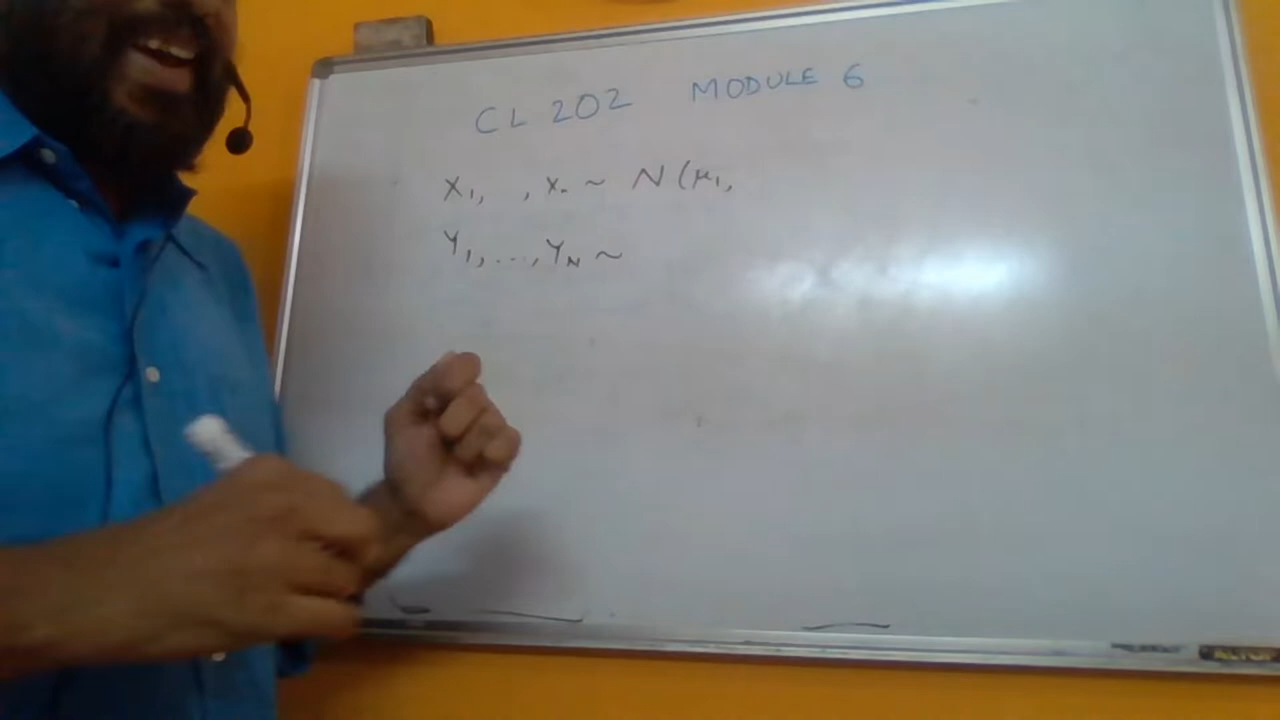 CL 202 MODULE 6
X1, , Xn ~ N(μ1,
Y1, ..., YN ~